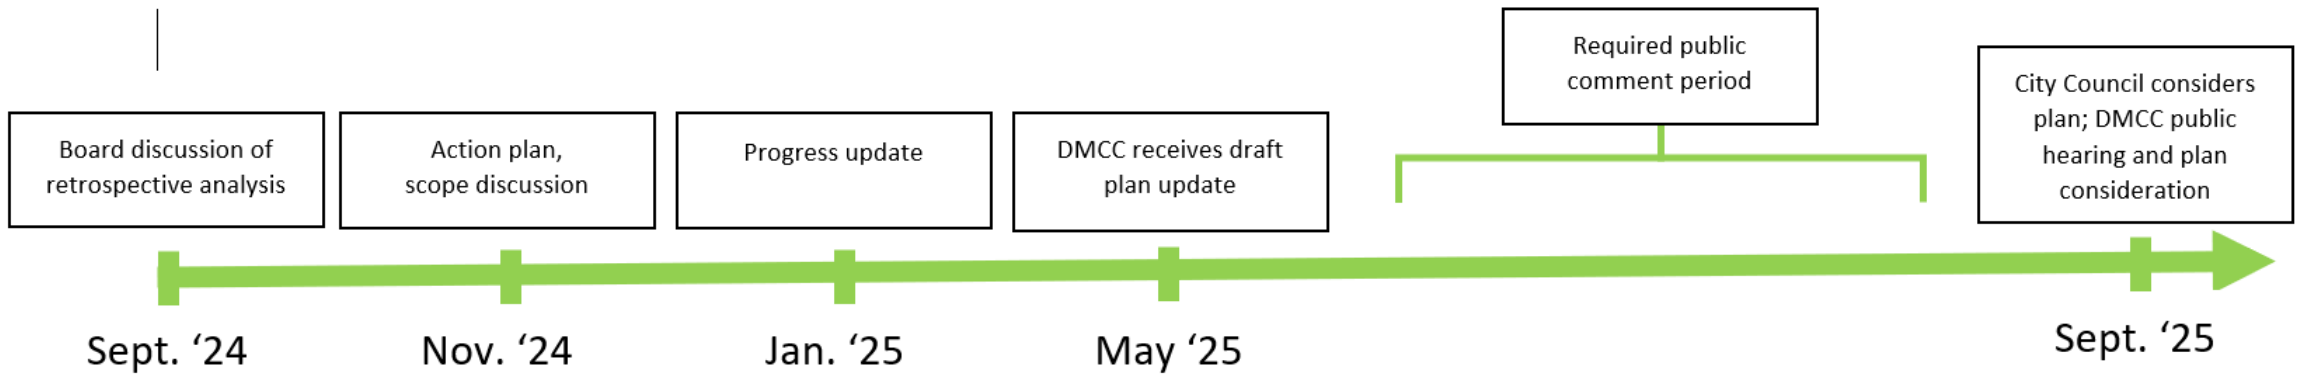 Board discussion of
retrospective analysis
Action plan,
scope discussion
Progress update
DMCC receives draft
plan update
Required public
comment period
City Council considers
plan; DMCC public
hearing and plan
consideration
Sept. ‘24
Nov. ‘24
Jan. ‘25
May ‘25
Sept. ‘25